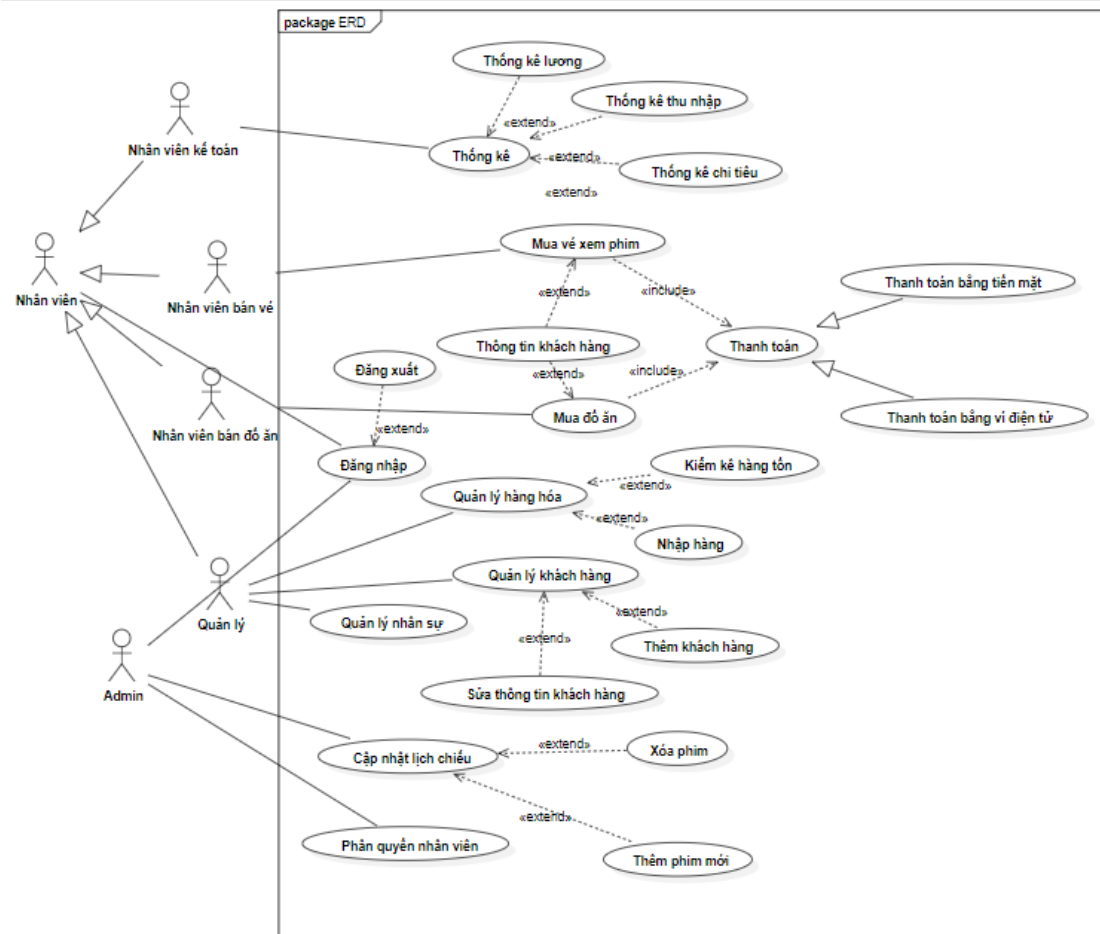 package ERD
Thống kê lương
Thống kê thu nhập
«extend»
Nhân viên kế toán
Thống kê
«extend»
Thống kê chi tiêu
«extend»
Mua vé xem phim
Nhân viên
Nhân viên bán vé
Thanh toán bằng tiền mặt
«extend»
«include»
Thông tin khách hàng
Thanh toán
Đăng xuất
«extend»
«include»
Mua đồ ăn
Thanh toán bằng ví điện tử
«extend»
Nhân viên bán đồ ăn
Đăng nhập
Kiểm kê hàng tồn
«extend»
Quản lý hàng hóa
«extend»
Nhập hàng
Quản lý khách hàng
«extend»
Quản lý
Quản lý nhân sự
«extend»
Thêm khách hàng
Admin
Sửa thông tin khách hàng
«extend»
Xóa phim
Cập nhật lịch chiếu
«extend»
Phân quyền nhân viên
Thêm phim mới